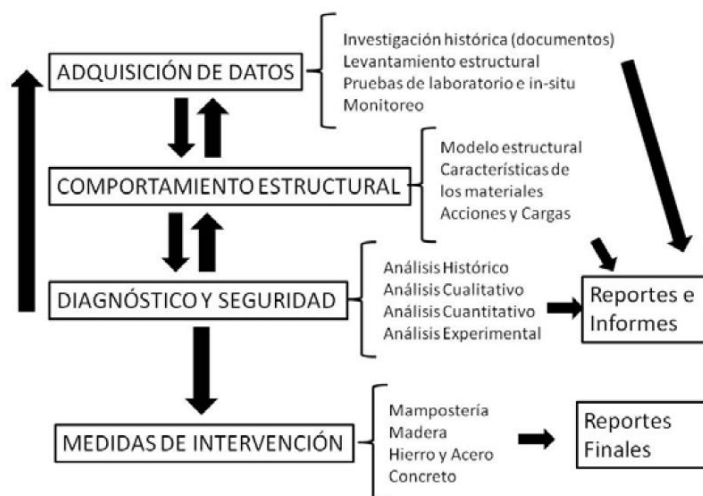 ADQUISICIÓN DE DATOS
Investigación histórica (documentos)
Levantamiento estructural
Pruebas de laboratorio e in-situ
Monitoreo
COMPORTAMIENTO ESTRUCTURAL
Modelo estructural
Características de
los materiales
Acciones y Cargas
DIAGNÓSTICO Y SEGURIDAD
Análisis Histórico
Análisis Cualitativo
Análisis Cuantitativo
Análisis Experimental
Reportes e
Informes
MEDIDAS DE INTERVENCIÓN
Mampostería
Madera
Hierro y Acero
Concreto
Reportes
Finales